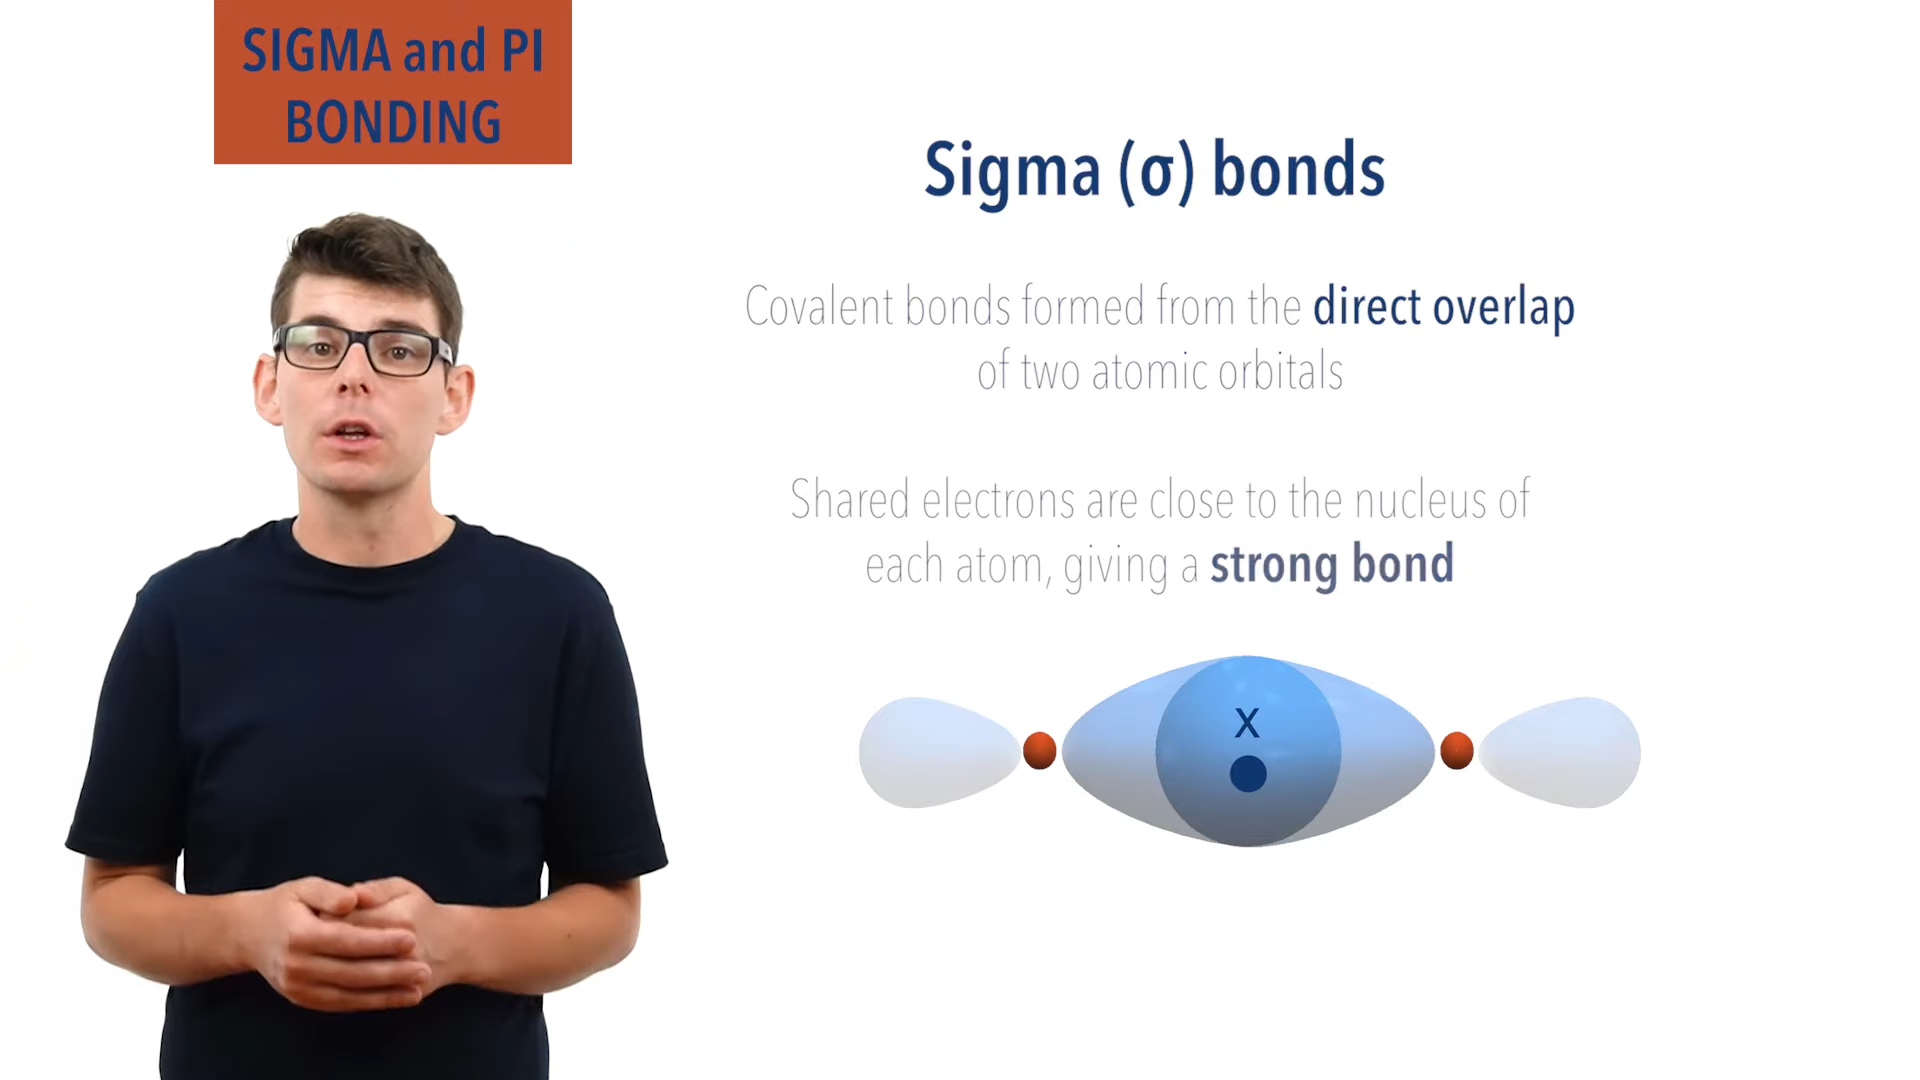 SIGMA and PI
BONDING
Sigma (σ) bonds
Covalent bonds formed from the direct overlap
of two atomic orbitals
Shared electrons are close to the nucleus of
each atom, giving a strong bond
X